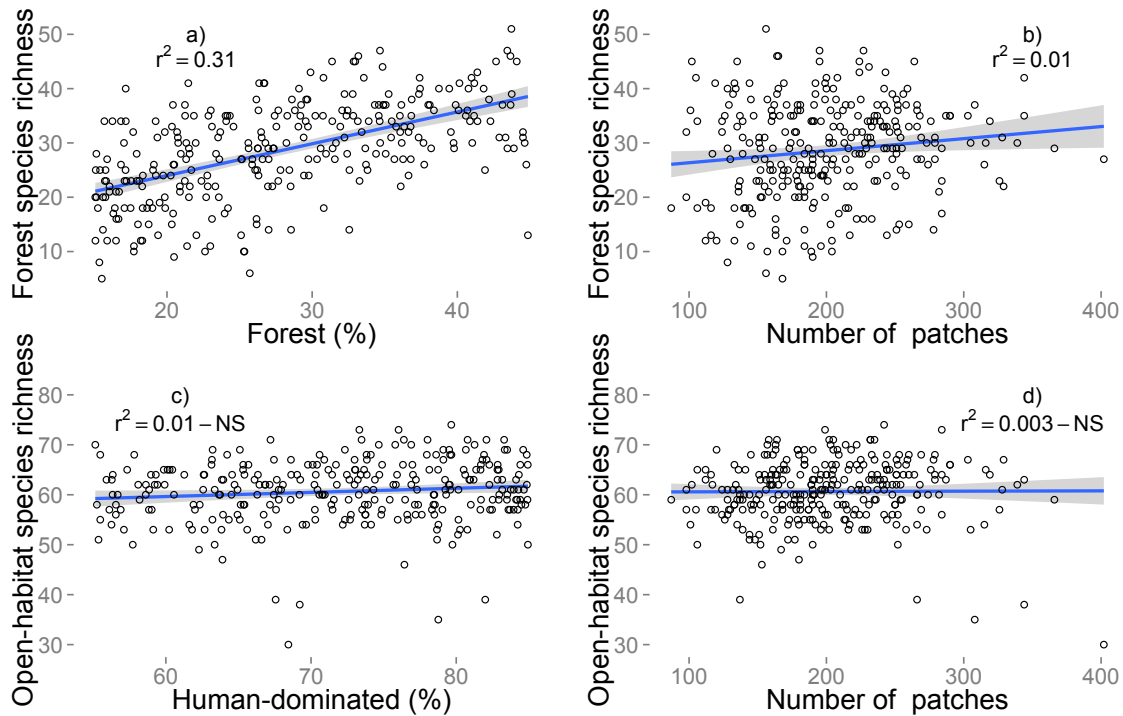 Forest species richness
50
40
30
20
10
a)
r² = 0.31
20 30 40
Forest (%)
Forest species richness
50
40
30
20
10
b)
r² = 0.01
100 200 300 400
Number of patches
Open-habitat species richness
80
70
60
50
40
30
c)
r² = 0.01 – NS
60 70 80
Human-dominated (%)
Open-habitat species richness
80
70
60
50
40
30
d)
r² = 0.003 – NS
100 200 300 400
Number of patches